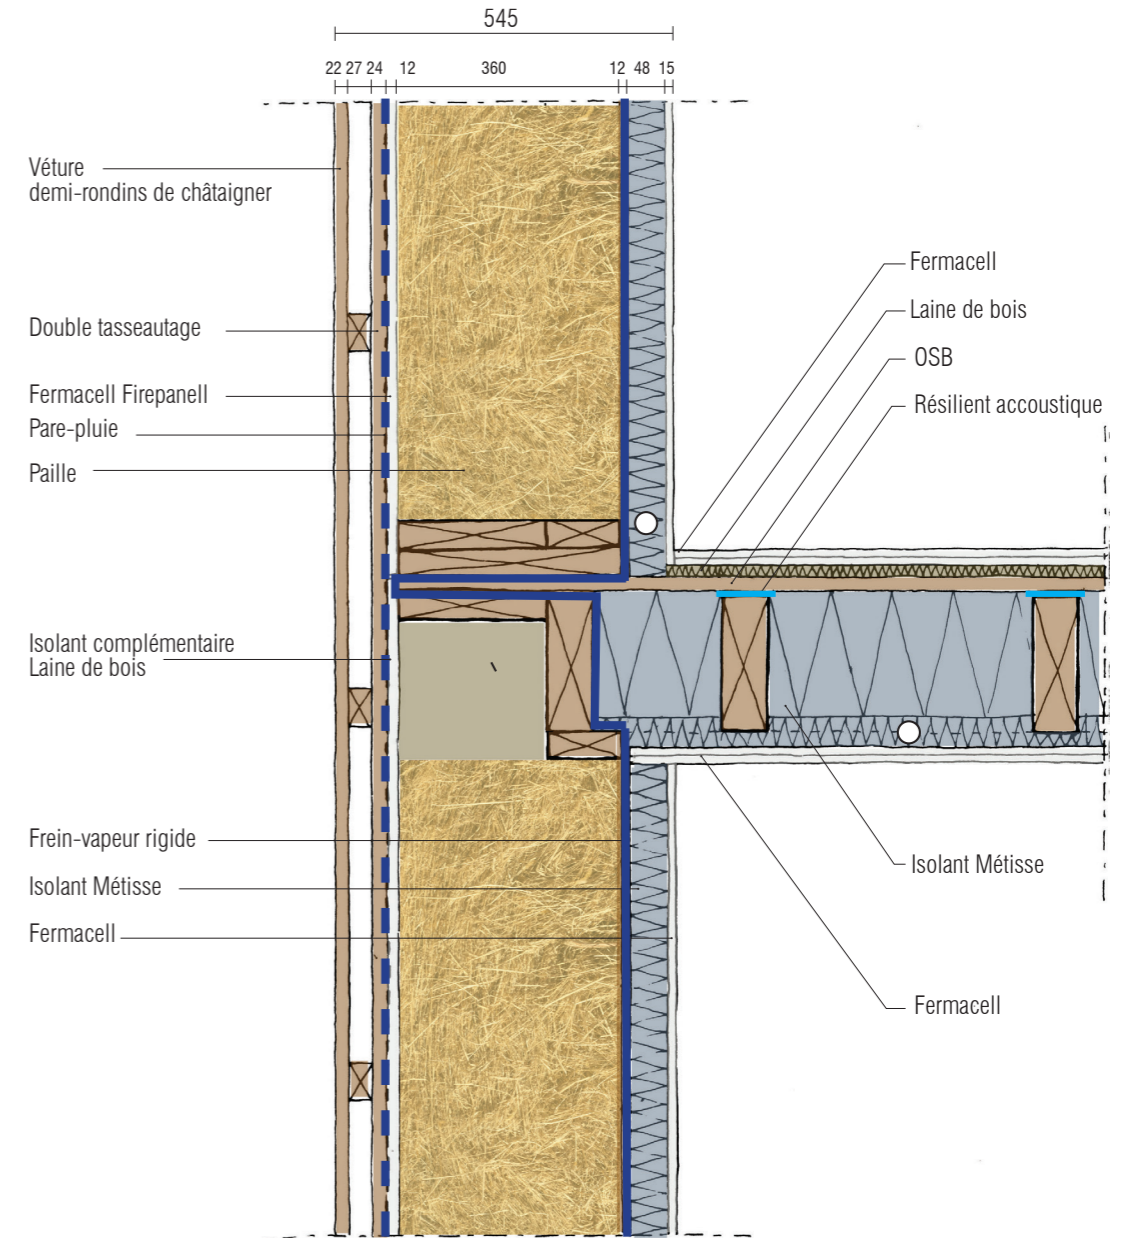 545
22 27 24 12 360 12 48 15
Véture
demi-rondins de châtaigner
Double tasseautage
Fermacell Firepanell
Pare-pluie
Paille
Isolant complémentaire
Laine de bois
Frein-vapeur rigide
Isolant Métisse
Fermacell
Fermacell
Laine de bois
OSB
Résilient accoustique
Isolant Métisse
Fermacell